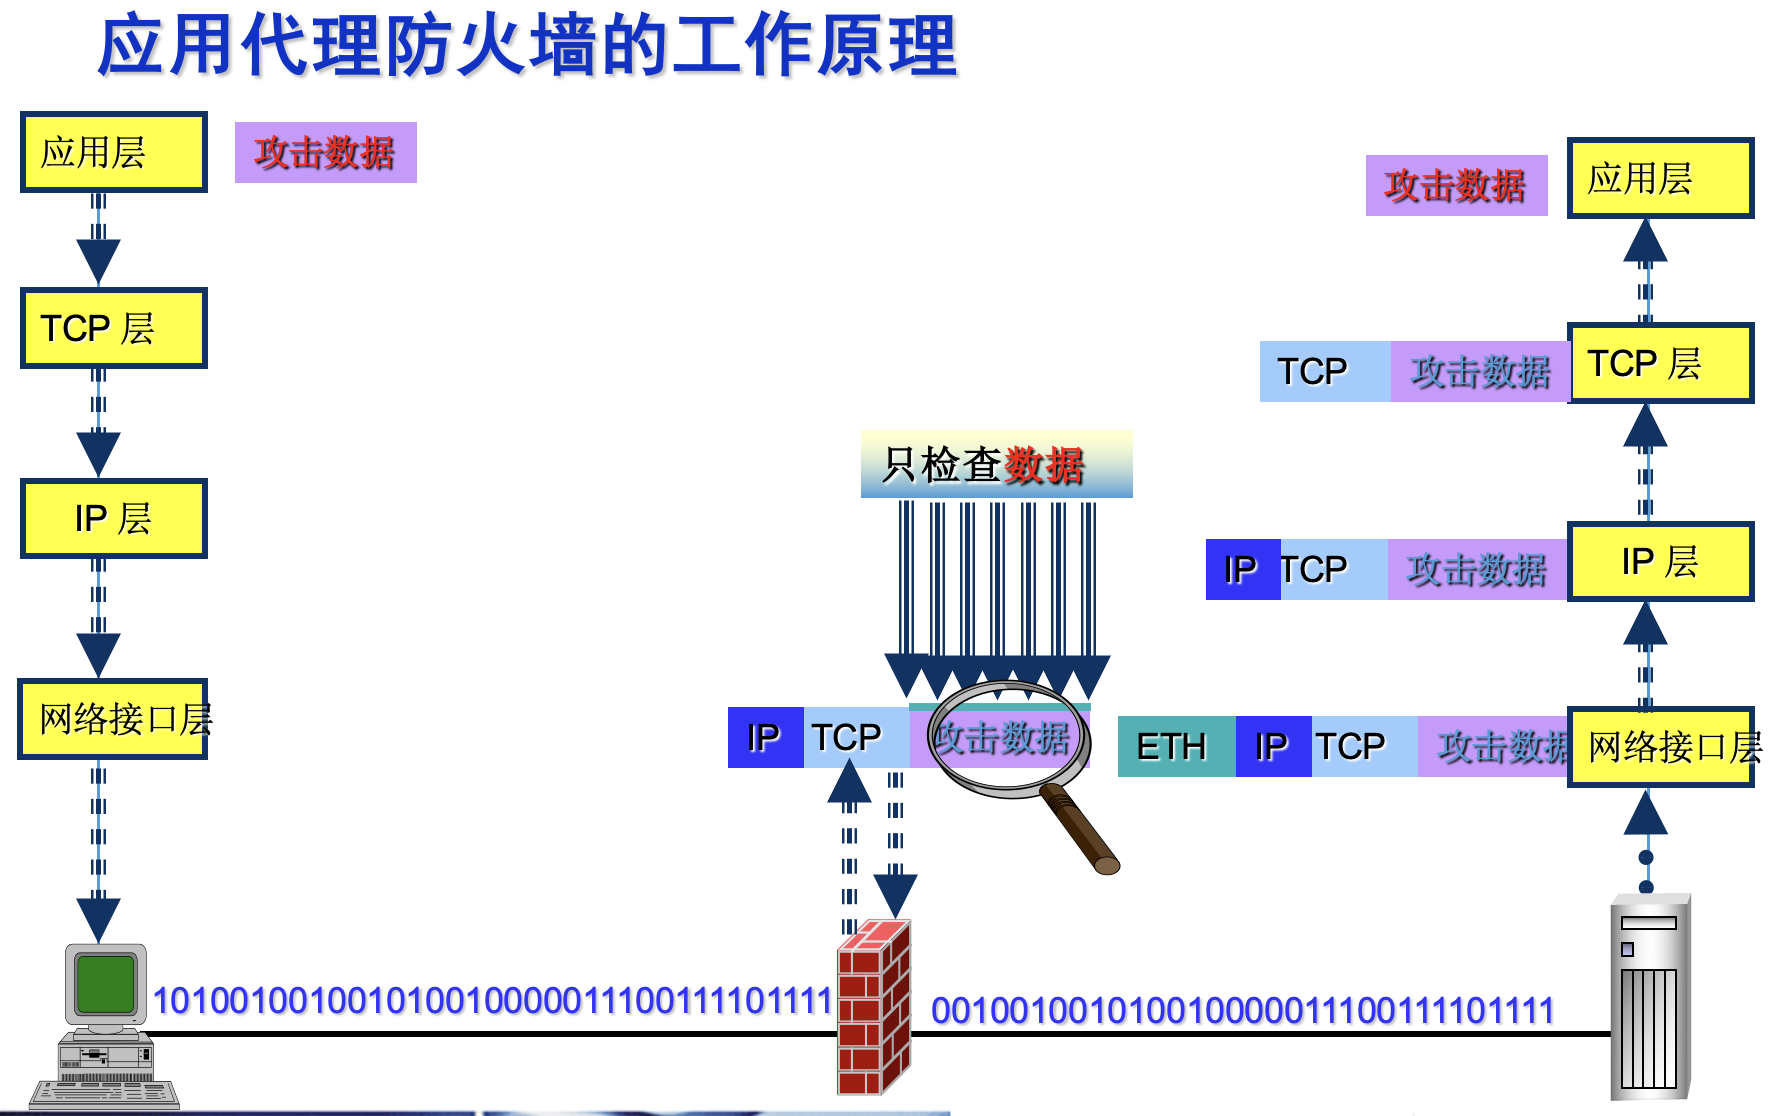 应用代理防火墙的工作原理
应用层
攻击数据
TCP 层
IP 层
网络接口层
只检查数据
IP TCP 攻击数据
攻击数据
应用层
TCP 攻击数据
TCP 层
IP TCP 攻击数据
IP 层
ETH IP TCP 攻击数据
网络接口层
101001001001010010000011100111101111
001001001010010000011100111101111